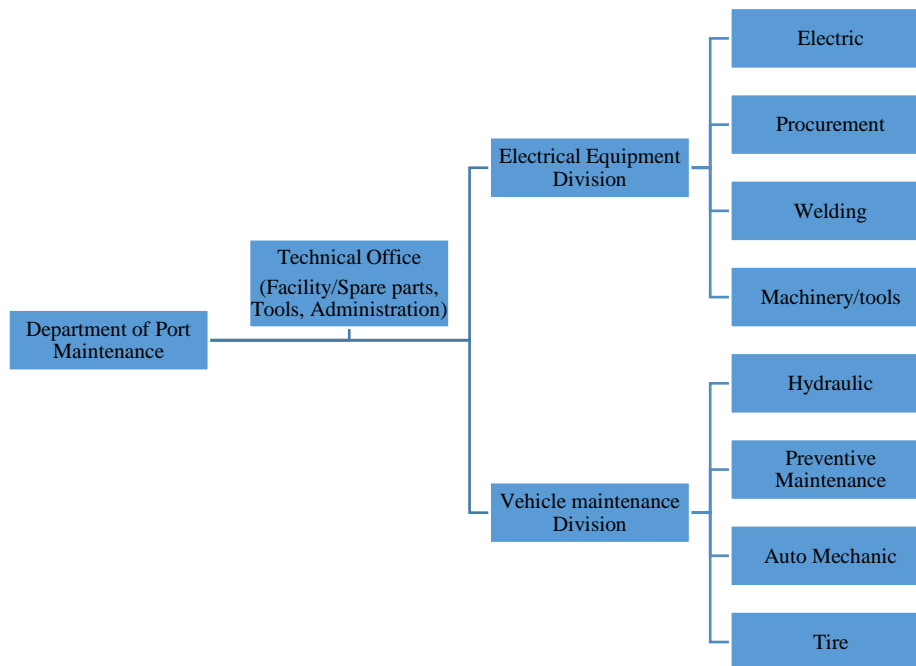 Department of Port
Maintenance
Technical Office
(Facility/Spare parts,
Tools, Administration)
Electrical Equipment
Division
Electric
Procurement
Welding
Machinery/tools
Vehicle maintenance
Division
Hydraulic
Preventive
Maintenance
Auto Mechanic
Tire